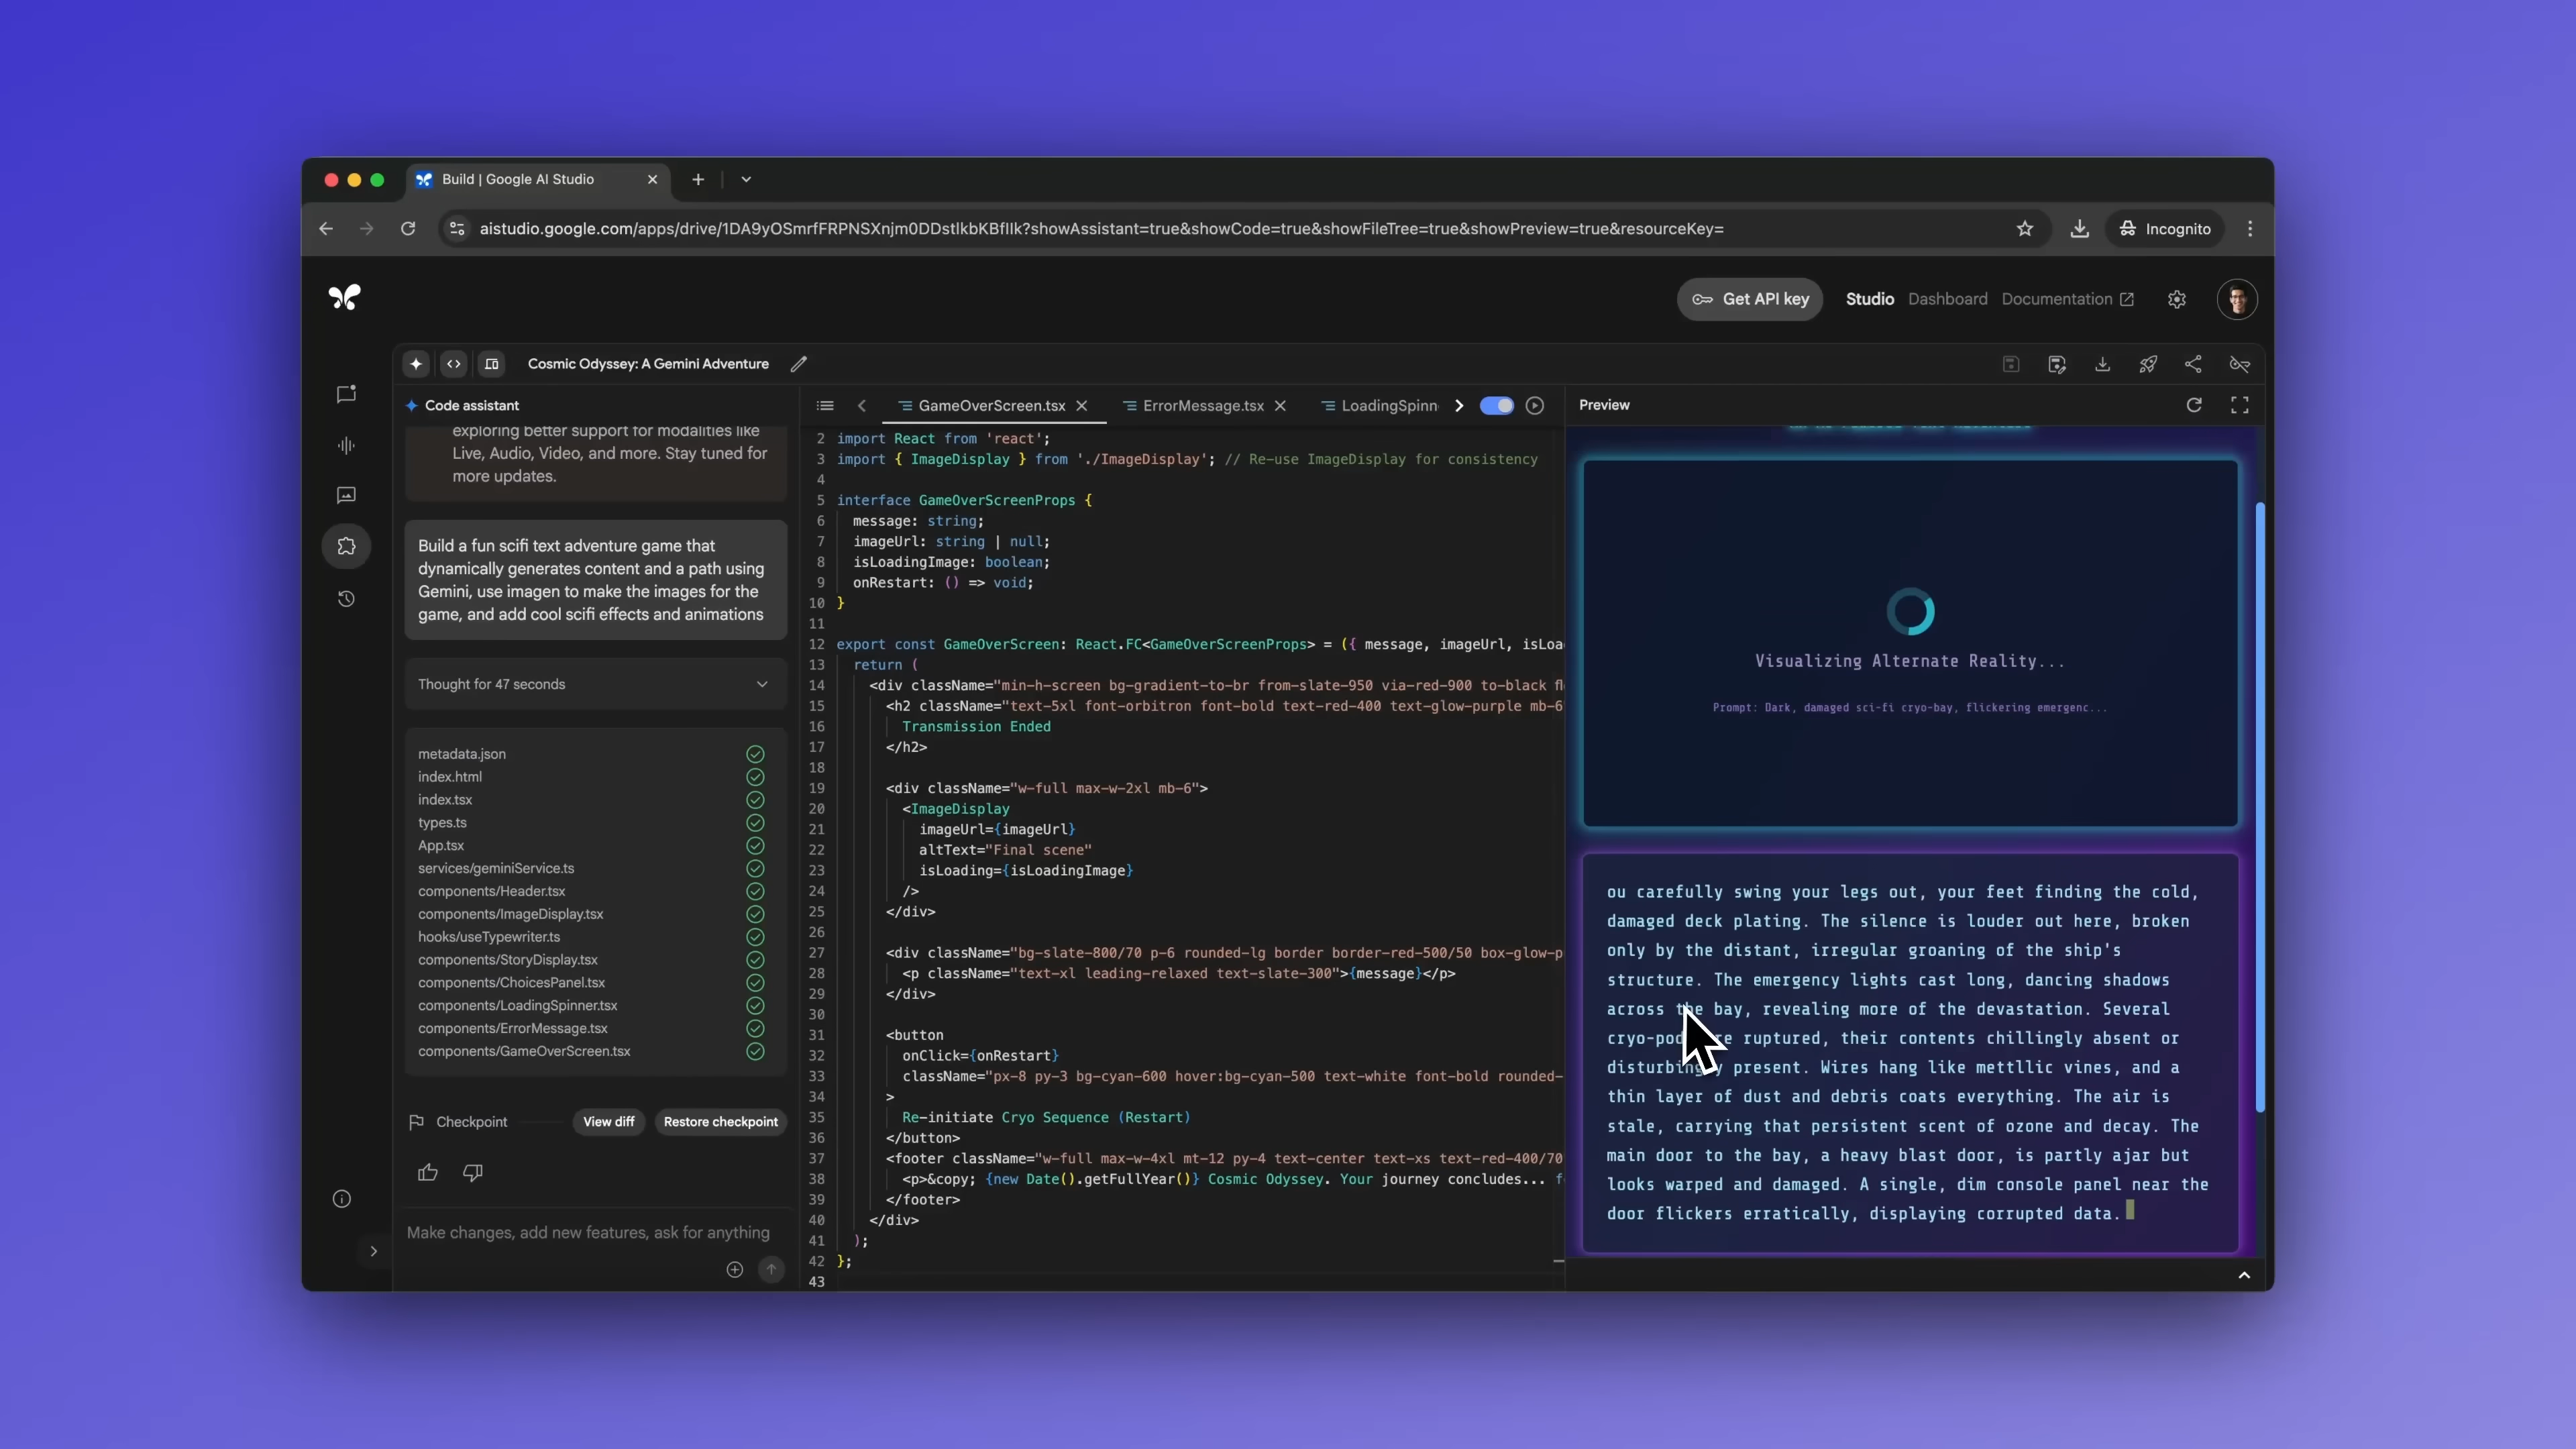 Build | Google AI Studio
aistudio.google.com/apps/drive/1DA9yOSmrfFRPNSXnjm0DDstlkbKBflIk?showAssistant=true&showCode=true&showFileTree=true&showPreview=true&resourceKey=
Incognito
Get API key
Studio
Dashboard
Documentation
Cosmic Odyssey: A Gemini Adventure
Code assistant
exploring better support for modalities like
Live, Audio, Video, and more. Stay tuned for
more updates.
Build a fun scifi text adventure game that
dynamically generates content and a path using
Gemini, use imagen to make the images for the
game, and add cool scifi effects and animations
Thought for 47 seconds
metadata.json
index.html
index.tsx
types.ts
App.tsx
services/geminiService.ts
components/Header.tsx
components/ImageDisplay.tsx
hooks/useTypewriter.ts
components/StoryDisplay.tsx
components/ChoicesPanel.tsx
components/LoadingSpinner.tsx
components/ErrorMessage.tsx
components/GameOverScreen.tsx
Checkpoint
View diff
Restore checkpoint
Make changes, add new features, ask for anything
GameOverScreen.tsx
ErrorMessage.tsx
LoadingSpinn
2 import React from 'react';
3 import { ImageDisplay } from './ImageDisplay'; // Re-use ImageDisplay for consistency
4
5 interface GameOverScreenProps {
6 message: string;
7 imageUrl: string | null;
8 isLoadingImage: boolean;
9 onRestart: () => void;
10 }
11
12 export const GameOverScreen: React.FC<GameOverScreenProps> = ({ message, imageUrl, isLoa
13 return (
14 <div className="min-h-screen bg-gradient-to-br from-slate-950 via-red-900 to-black fl
15 <h2 className="text-5xl font-orbitron font-bold text-red-400 text-glow-purple mb-6
16 Transmission Ended
17 </h2>
18
19 <div className="w-full max-w-2xl mb-6">
20 <ImageDisplay
21 imageUrl={imageUrl}
22 altText="Final scene"
23 isLoading={isLoadingImage}
24 />
25 </div>
26
27 <div className="bg-slate-800/70 p-6 rounded-lg border border-red-500/50 box-glow-p
28 <p className="text-xl leading-relaxed text-slate-300">{message}</p>
29 </div>
30
31 <button
32 onClick={onRestart}
33 className="px-8 py-3 bg-cyan-600 hover:bg-cyan-500 text-white font-bold rounded-
34 >
35 Re-initiate Cryo Sequence (Restart)
36 </button>
37 <footer className="w-full max-w-4xl mt-12 py-4 text-center text-xs text-red-400/70
38 <p>&copy; {new Date().getFullYear()} Cosmic Odyssey. Your journey concludes... f
39 </footer>
40 </div>
41 );
42 };
43
Preview
Visualizing Alternate Reality...
Prompt: Dark, damaged sci-fi cryo-bay, flickering emergenc...
ou carefully swing your legs out, your feet finding the cold,
damaged deck plating. The silence is louder out here, broken
only by the distant, irregular groaning of the ship's
structure. The emergency lights cast long, dancing shadows
across the bay, revealing more of the devastation. Several
cryo-pod re ruptured, their contents chillingly absent or
disturbingly present. Wires hang like mettllic vines, and a
thin layer of dust and debris coats everything. The air is
stale, carrying that persistent scent of ozone and decay. The
main door to the bay, a heavy blast door, is partly ajar but
looks warped and damaged. A single, dim console panel near the
door flickers erratically, displaying corrupted data.